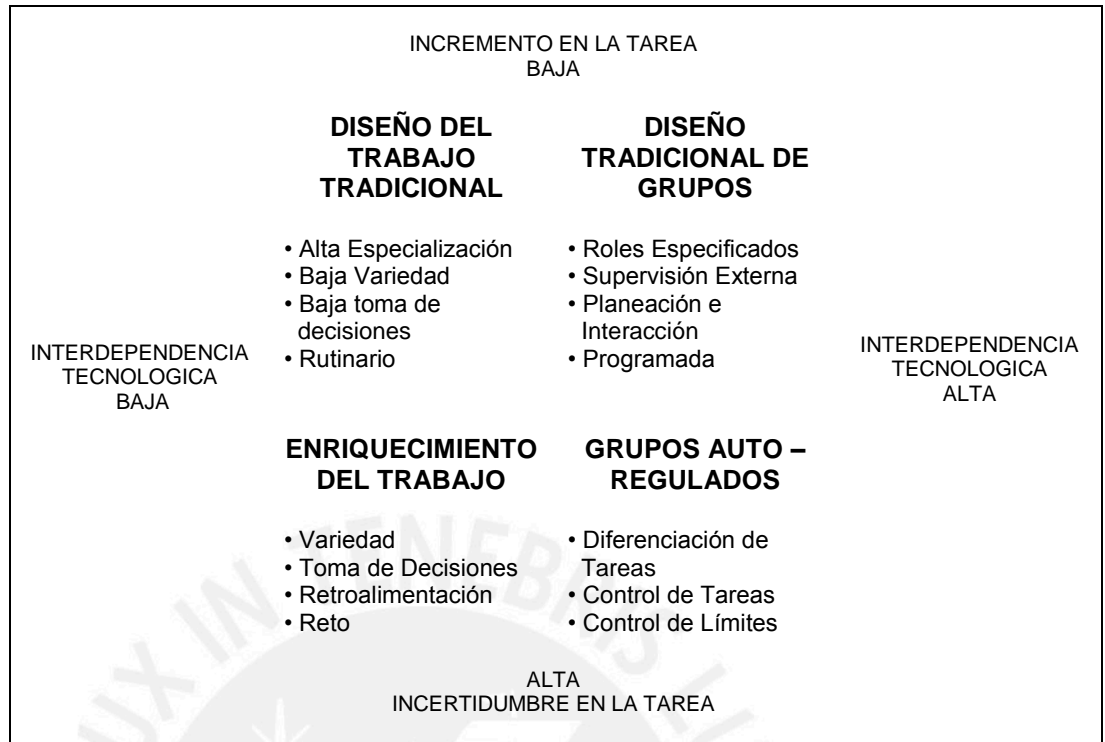 INCREMENTO EN LA TAREA
BAJA
DISEÑO DEL
TRABAJO
TRADICIONAL
• Alta Especialización
• Baja Variedad
• Baja toma de
decisiones
• Rutinario
DISEÑO
TRADICIONAL DE
GRUPOS
• Roles Especificados
• Supervisión Externa
• Planeación e
Interacción
• Programada
INTERDEPENDENCIA
TECNOLOGICA
BAJA
INTERDEPENDENCIA
TECNOLOGICA
ALTA
ENRIQUECIMIENTO
DEL TRABAJO
• Variedad
• Toma de Decisiones
• Retroalimentación
• Reto
GRUPOS AUTO –
REGULADOS
• Diferenciación de
Tareas
• Control de Tareas
• Control de Límites
ALTA
INCERTIDUMBRE EN LA TAREA
UX IN TENEBRIS L